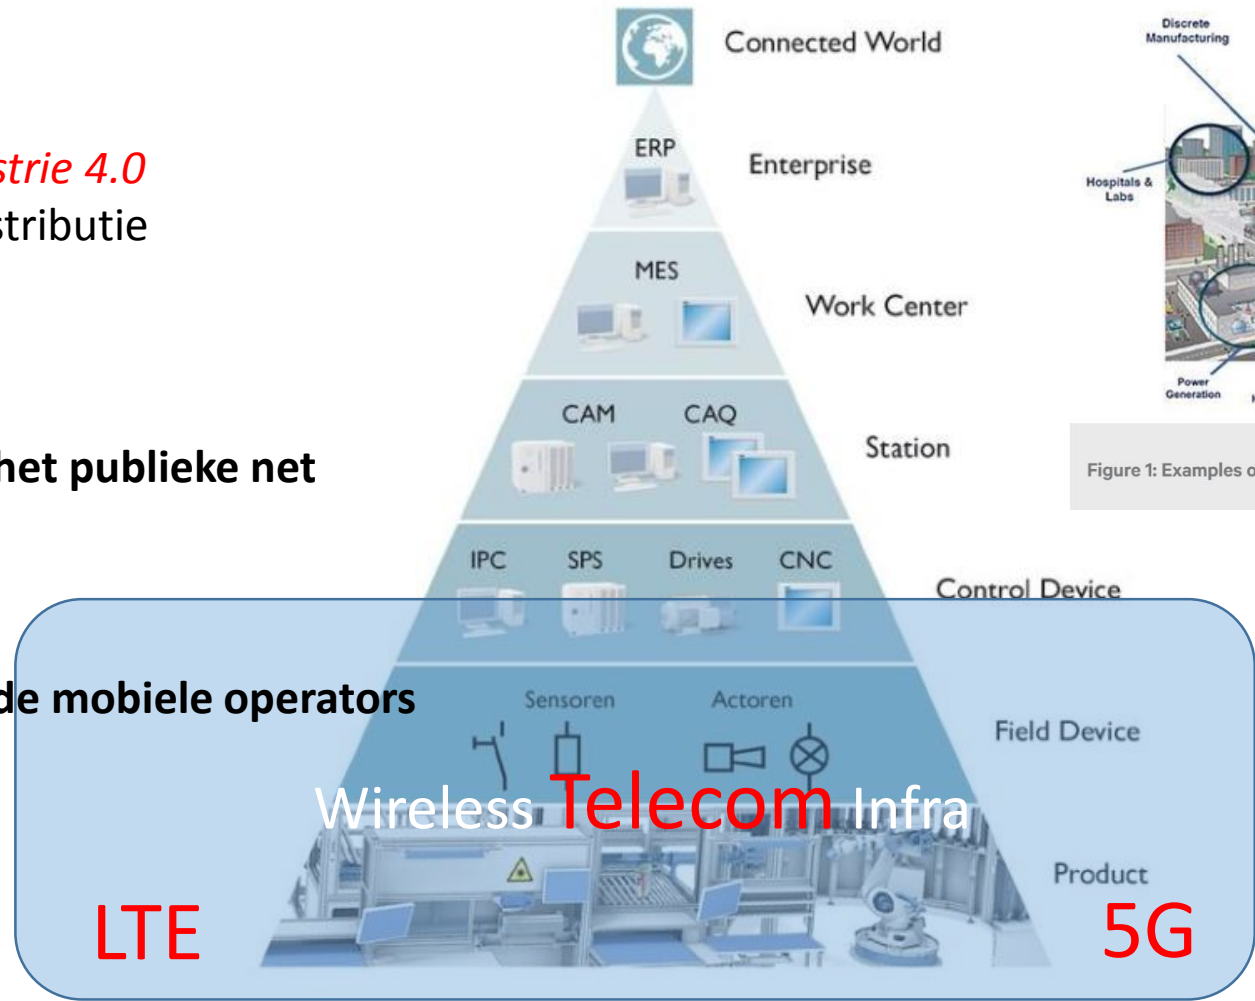 Connected World
Discrete
Manufacturing
ERP
Enterprise
strie 4.0
Hospitals &
Labs
stributie
MES
Work Center
Power
Generation
CAM
CAQ
Station
het publieke net
Figure 1: Examples o
IPC
SPS
Drives
CNC
Control Device
de mobiele operators
Sensoren
Actoren
Field Device
Wireless Telecom Infra
Product
LTE
5G